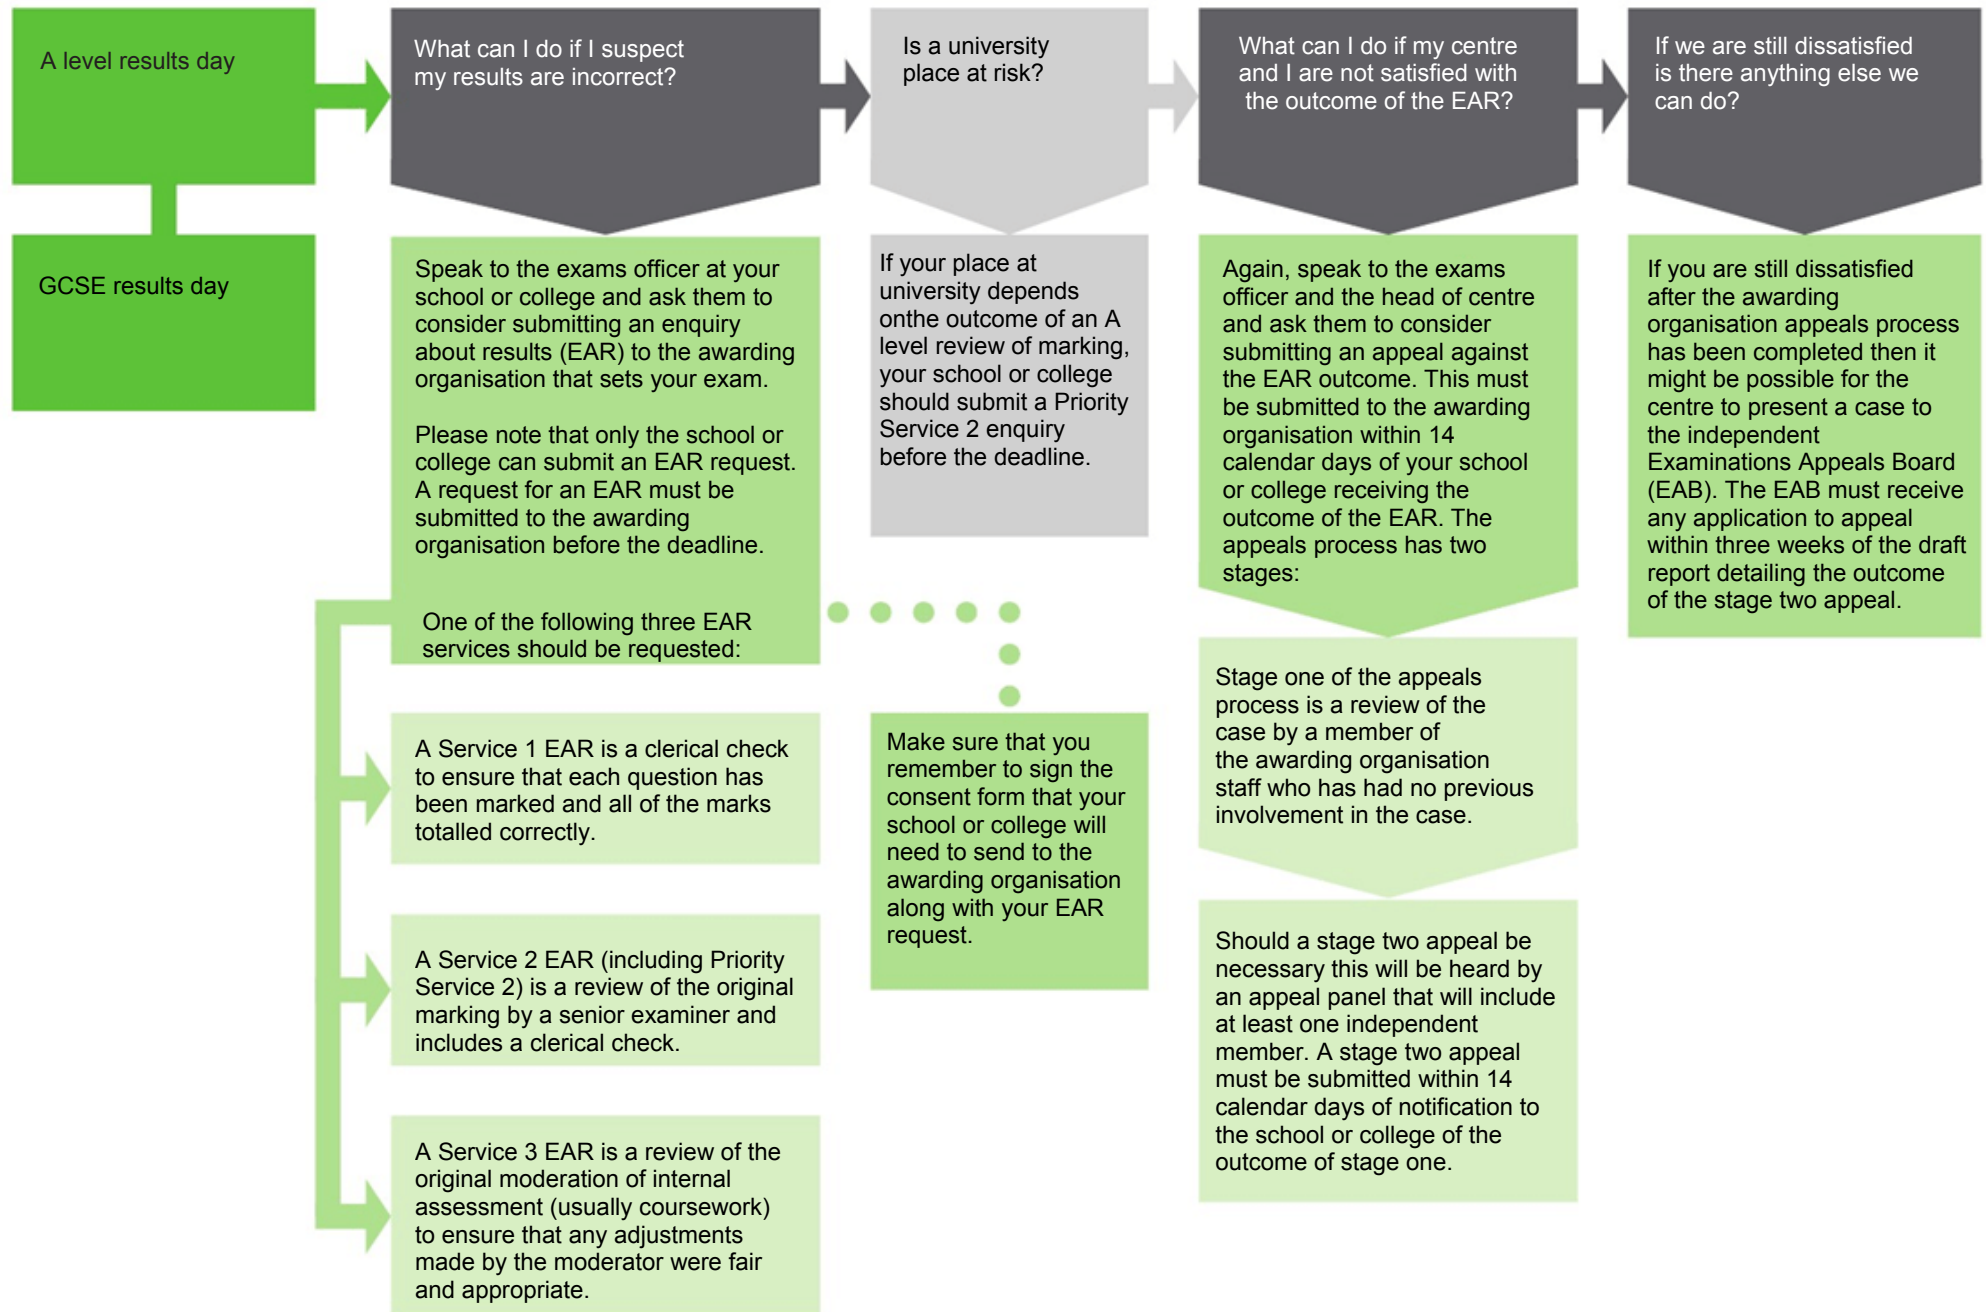 A level results day
GCSE results day
What can I do if I suspect
my results are incorrect?
Speak to the exams officer at your
school or college and ask them to
consider submitting an enquiry
about results (EAR) to the awarding
organisation that sets your exam.
Please note that only the school or
college can submit an EAR request.
A request for an EAR must be
submitted to the awarding
organisation before the deadline.
One of the following three EAR
services should be requested:
A Service 1 EAR is a clerical check
to ensure that each question has
been marked and all of the marks
totalled correctly.
A Service 2 EAR (including Priority
Service 2) is a review of the original
marking by a senior examiner and
includes a clerical check.
A Service 3 EAR is a review of the
original moderation of internal
assessment (usually coursework)
to ensure that any adjustments
made by the moderator were fair
and appropriate.
Is a university
place at risk?
If your place at
university depends
onthe outcome of an A
level review of marking,
your school or college
should submit a Priority
Service 2 enquiry
before the deadline.
Make sure that you
remember to sign the
consent form that your
school or college will
need to send to the
awarding organisation
along with your EAR
request.
What can I do if my centre
and I are not satisfied with
the outcome of the EAR?
Again, speak to the exams
officer and the head of centre
and ask them to consider
submitting an appeal against
the EAR outcome. This must
be submitted to the awarding
organisation within 14
calendar days of your school
or college receiving the
outcome of the EAR. The
appeals process has two
stages:
Stage one of the appeals
process is a review of the
case by a member of
the awarding organisation
staff who has had no previous
involvement in the case.
Should a stage two appeal be
necessary this will be heard by
an appeal panel that will include
at least one independent
member. A stage two appeal
must be submitted within 14
calendar days of notification to
the school or college of the
outcome of stage one.
If we are still dissatisfied
is there anything else we
can do?
If you are still dissatisfied
after the awarding
organisation appeals process
has been completed then it
might be possible for the
centre to present a case to
the independent
Examinations Appeals Board
(EAB). The EAB must receive
any application to appeal
within three weeks of the draft
report detailing the outcome
of the stage two appeal.